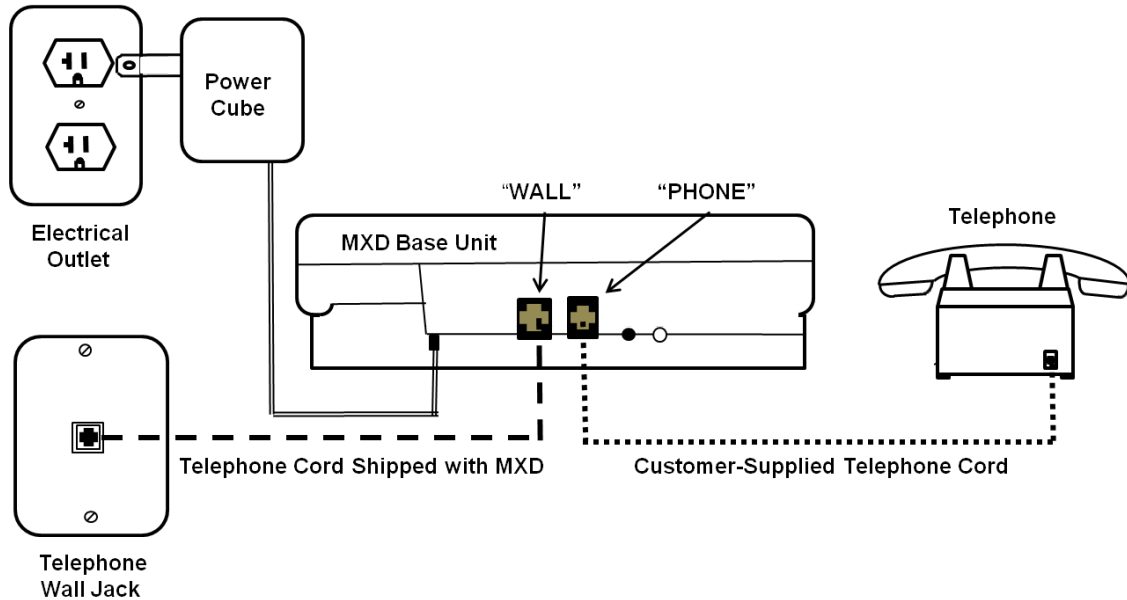 Power
Cube
“WALL”
“PHONE”
Telephone
Electrical
Outlet
MXD Base Unit
Telephone Cord Shipped with MXD
Customer-Supplied Telephone Cord
Telephone
Wall Jack